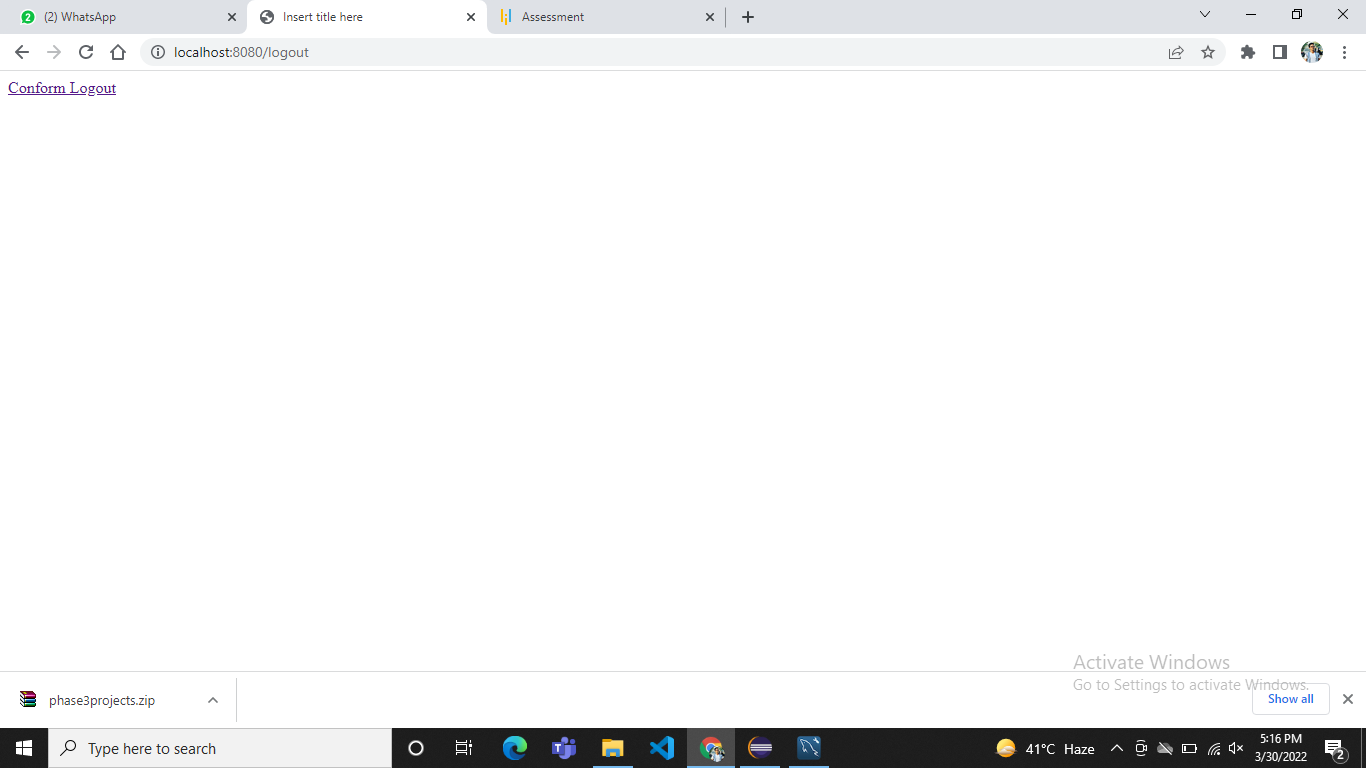 (2) WhatsApp
Insert title here
Assessment
localhost:8080/logout
Conform Logout
Activate Windows
Go to Settings to activate Windows.
phase3projects.zip
Show all
Type here to search
41°C Haze
5:16 PM
3/30/2022
2